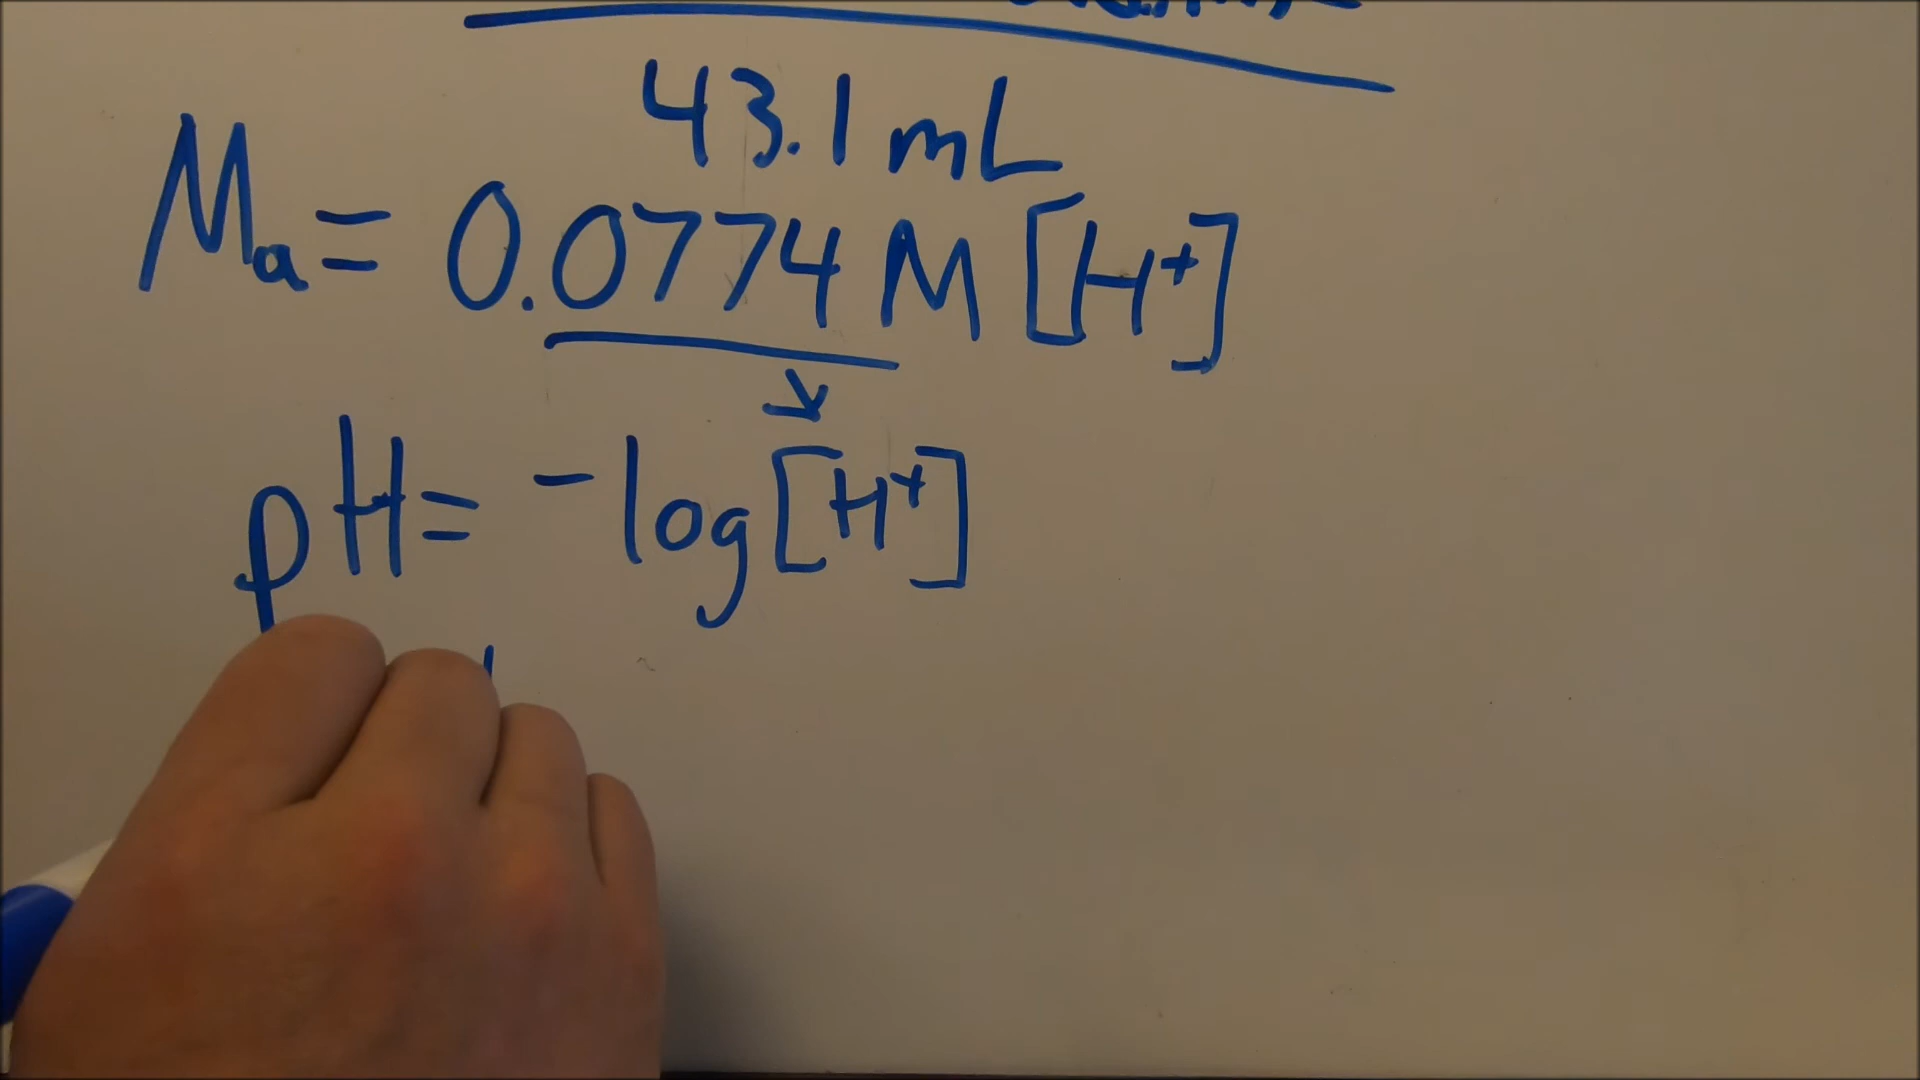 43.1 mL
Ma = 0.0774 M [H+]
pH = -log[H+]